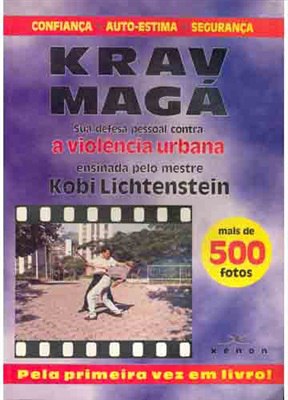 CONFIANÇA AUTO-ESTIMA SEGURANÇA
KRAV
MAGÁ
Sua defesa pessoal contra
a violência urbana
ensinada pelo mestre
Kobi Lichtenstein
mais de
500
fotos
xenon
Pela primeira vez em livro!